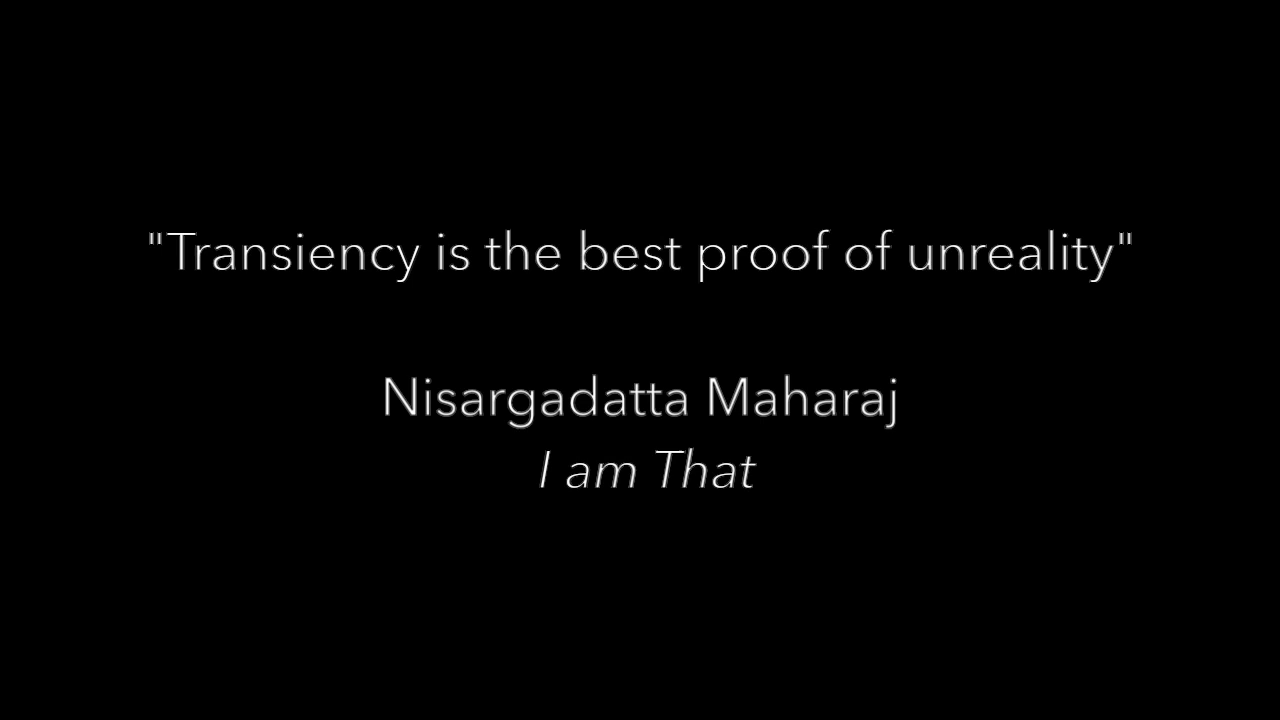 "Transiency is the best proof of unreality"
Nisargadatta Maharaj
I am That